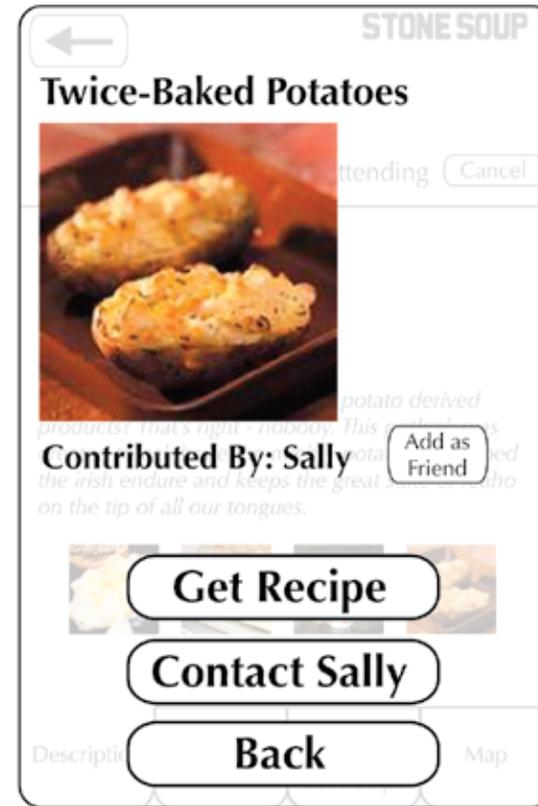 STONE SOUP
Twice-Baked Potatoes
ttending Cancel
potato derived
products? That's right - nobody. This
Contributed By: Sally
Add as
Friend
the irish endure and keeps the great
on the tip of all our tongues.
Get Recipe
Contact Sally
Back
Map